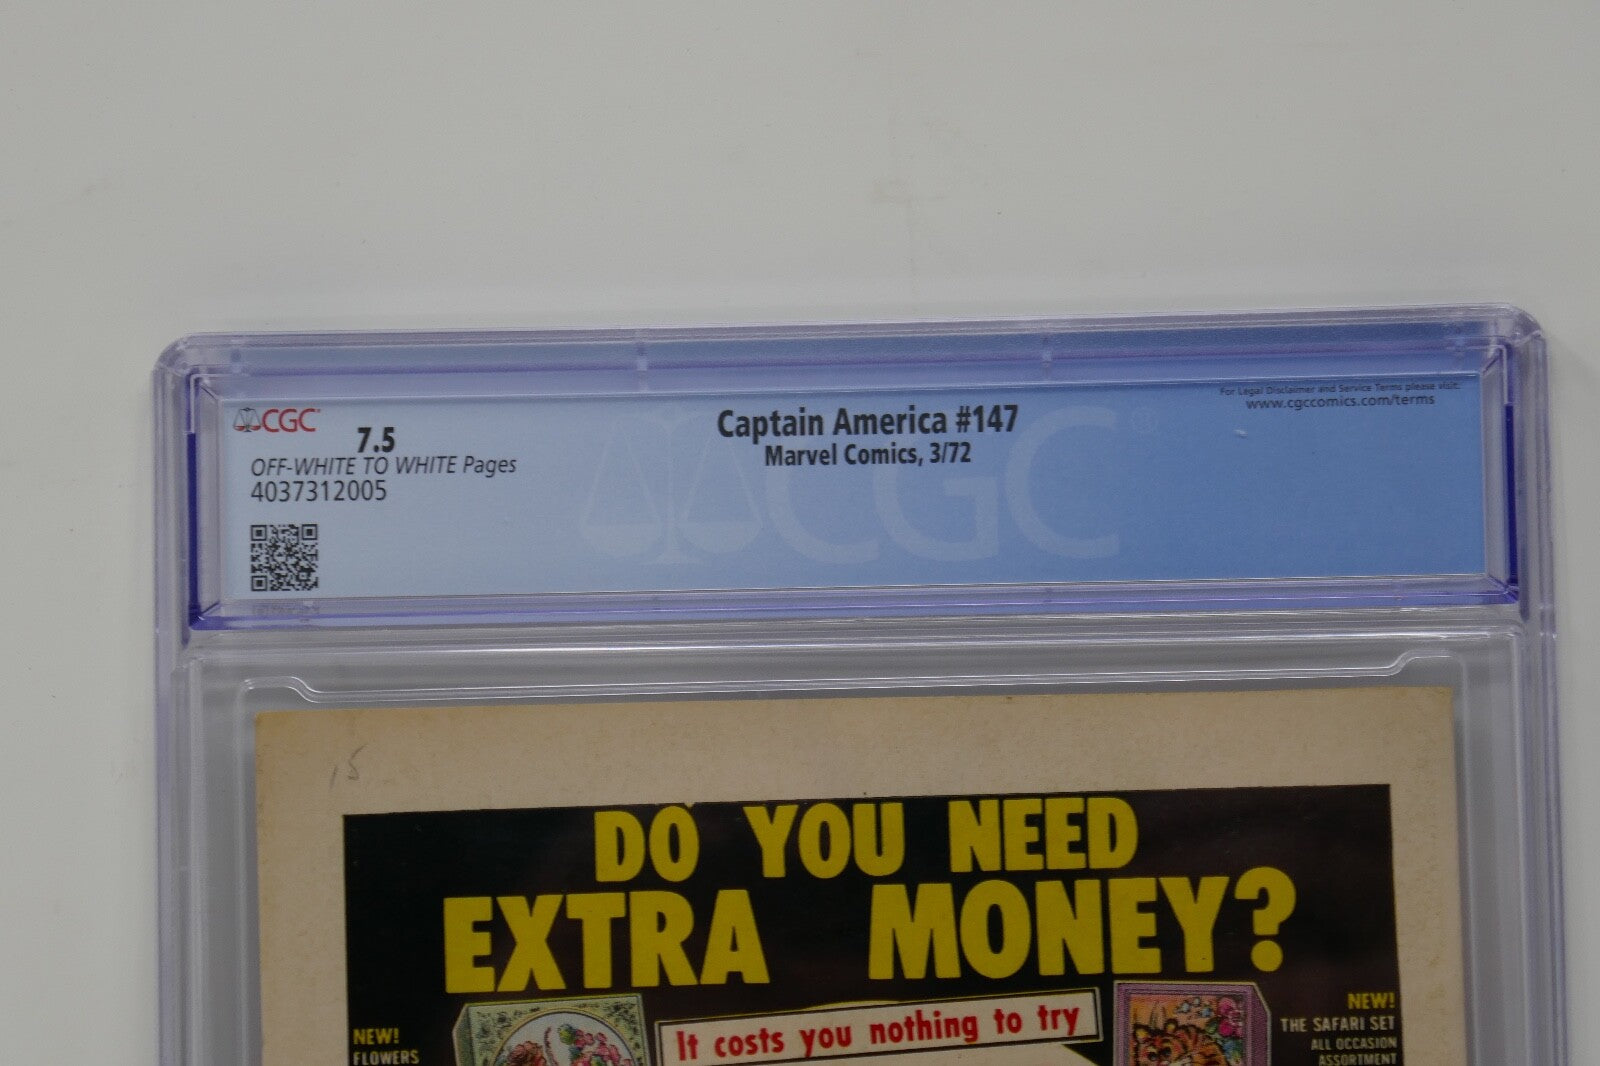 CGC
7.5
OFF-WHITE TO WHITE Pages
4037312005
Captain America #147
Marvel Comics, 3/72
For Legal Disclaimer and Service Terms please visit:
www.cgccomics.com/terms
CGC
15
DO YOU NEED
EXTRA MONEY?
It costs you nothing to try
NEW!
FLOWERS
NEW!
THE SAFARI SET
ALL OCCASION
ASSORTMENT